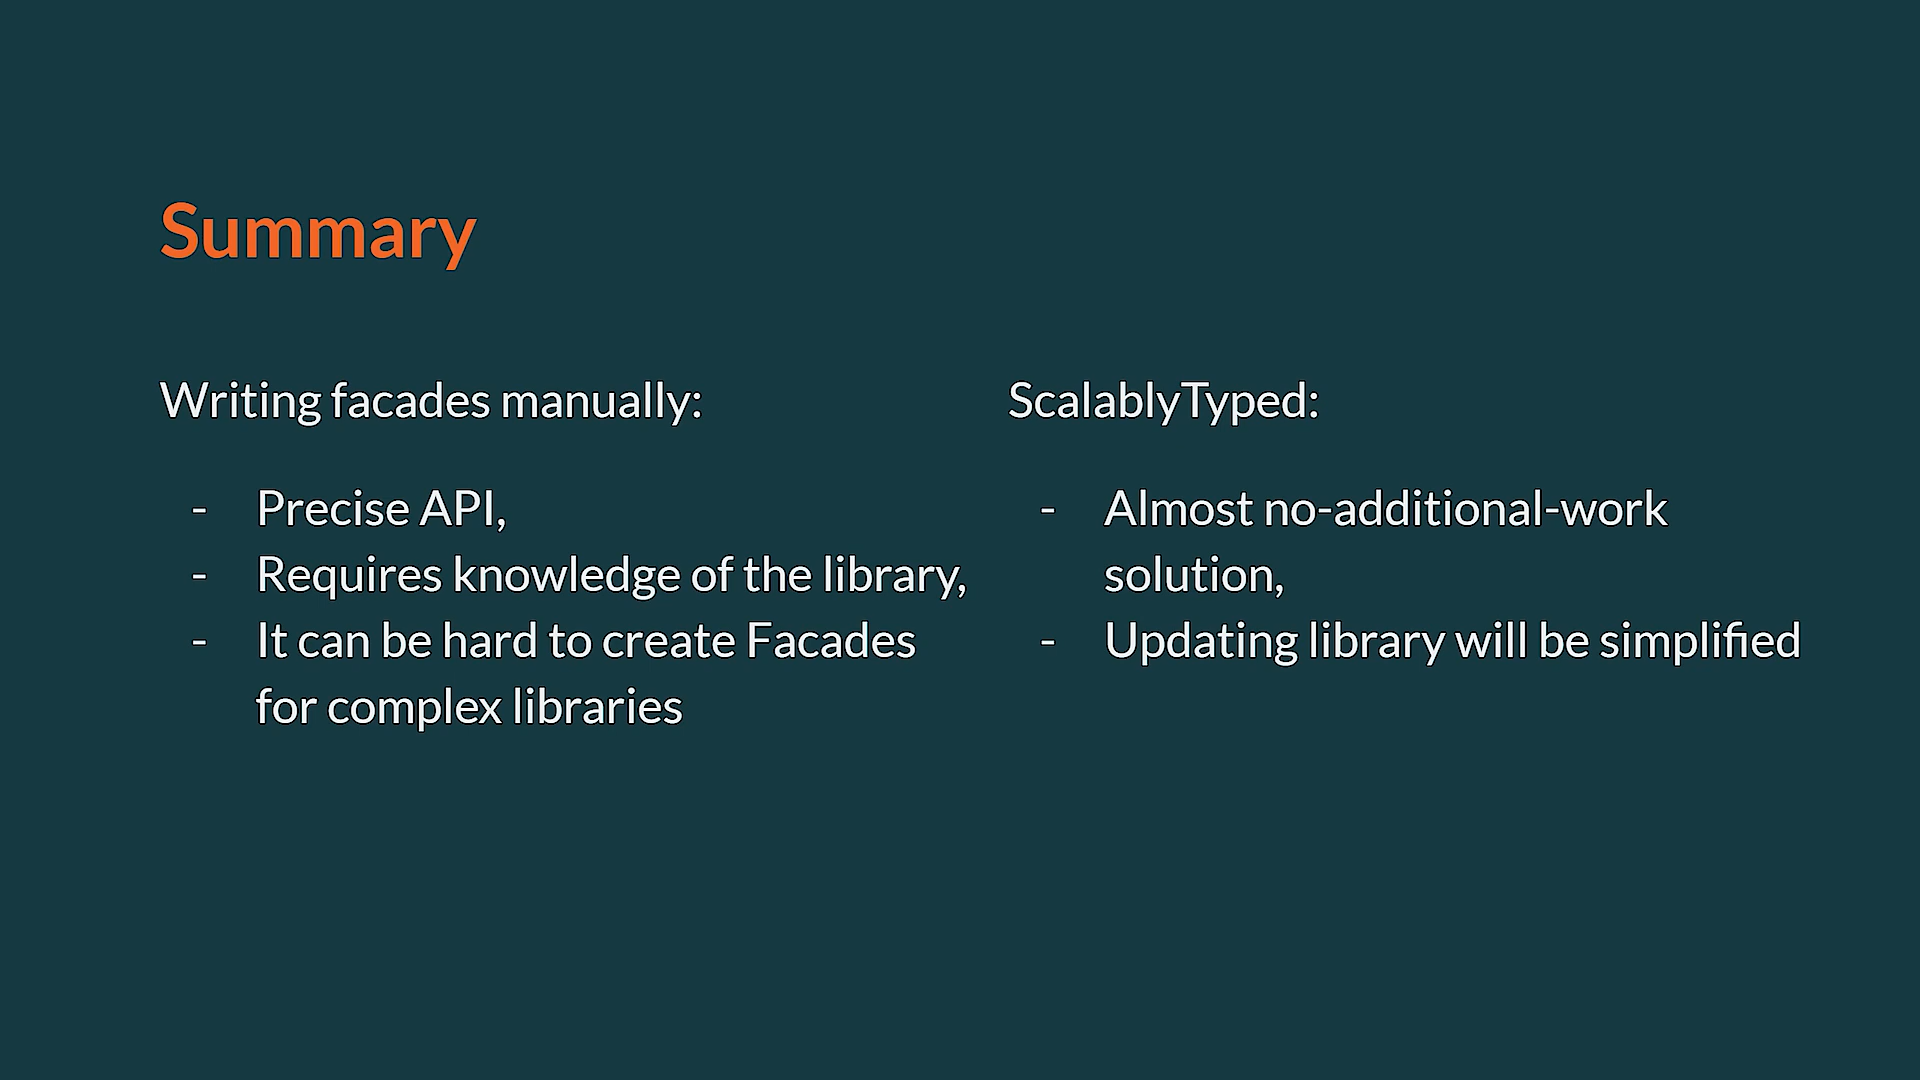 Summary
Writing facades manually:
- Precise API,
- Requires knowledge of the library,
- It can be hard to create Facades
for complex libraries
ScalablyTyped:
- Almost no-additional-work
solution,
- Updating library will be simplified